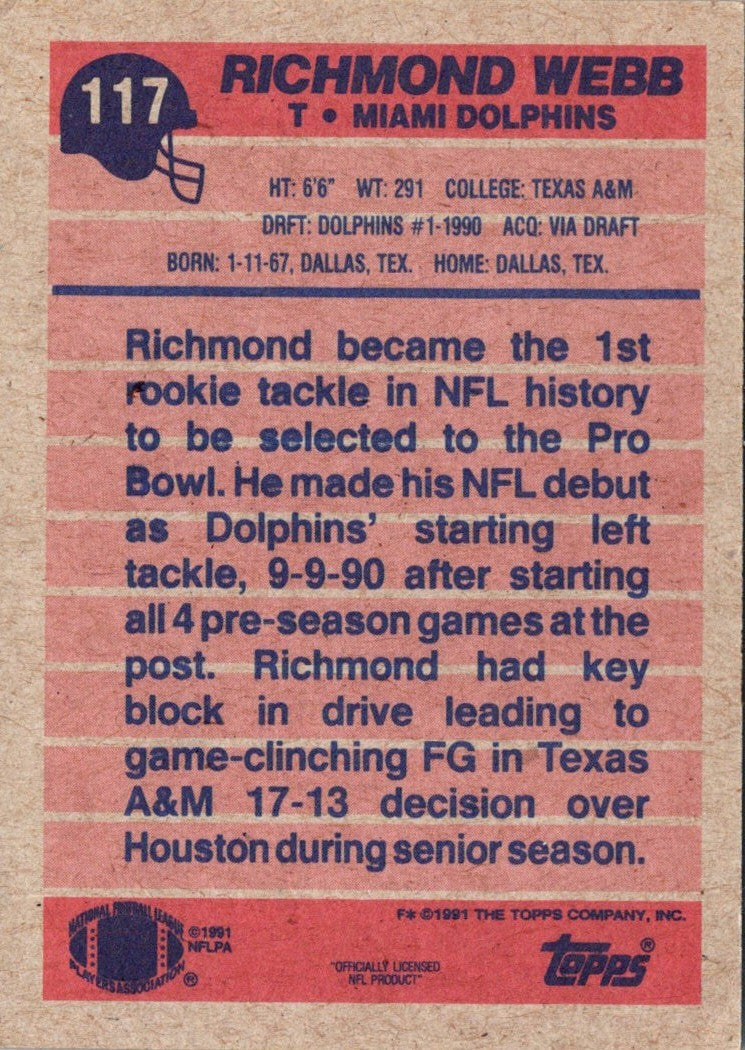 117
RICHMOND WEBB
T • MIAMI DOLPHINS
HT: 6'6" WT: 291 COLLEGE: TEXAS A&M
DRFT: DOLPHINS #1-1990 ACQ: VIA DRAFT
BORN: 1-11-67, DALLAS, TEX. HOME: DALLAS, TEX.
Richmond became the 1st
rookie tackle in NFL history
to be selected to the Pro
Bowl. He made his NFL debut
as Dolphins' starting left
tackle, 9-9-90 after starting
all 4 pre-season games at the
post. Richmond had key
block in drive leading to
game-clinching FG in Texas
A&M 17-13 decision over
Houston during senior season.
F* ©1991 THE TOPPS COMPANY, INC.
NATIONAL FOOTBALL LEAGUE
PLAYERS ASSOCIATION ®
©1991
NFLPA
"OFFICIALLY LICENSED
NFL PRODUCT"
topps®